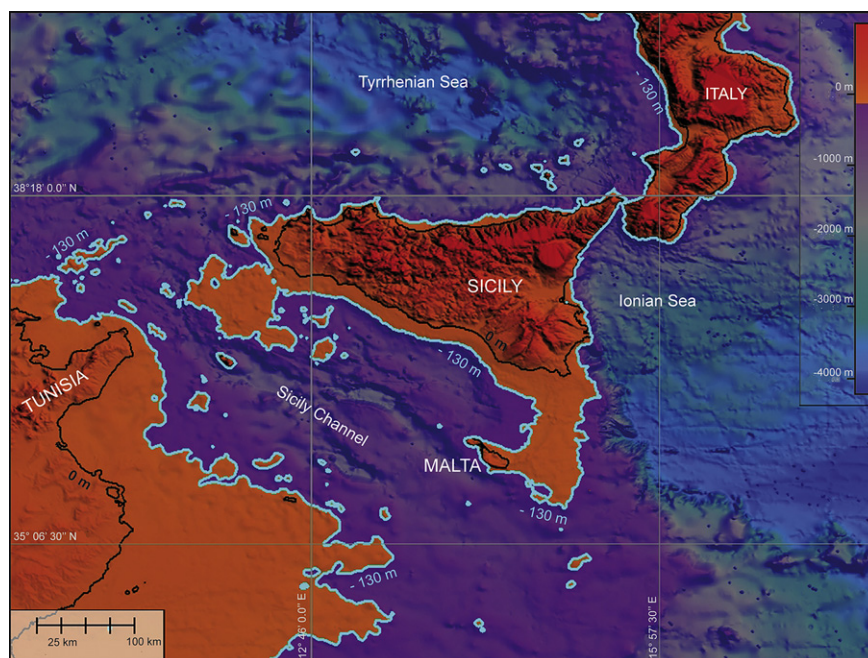 Tyrrhenian Sea
- 130 m
ITALY
0 m
-1000 m
38° 18' 0.0'' N
- 130 m
- 130 m
- 130 m
-2000 m
SICILY
Ionian Sea
-3000 m
0 m
- 130 m
TUNISIA
Sicily Channel
-4000 m
MALTA
0 m
- 130 m
35° 06' 30'' N
- 130 m
12° 46' 0.0'' E
15° 57' 30'' E
25 km
100 km